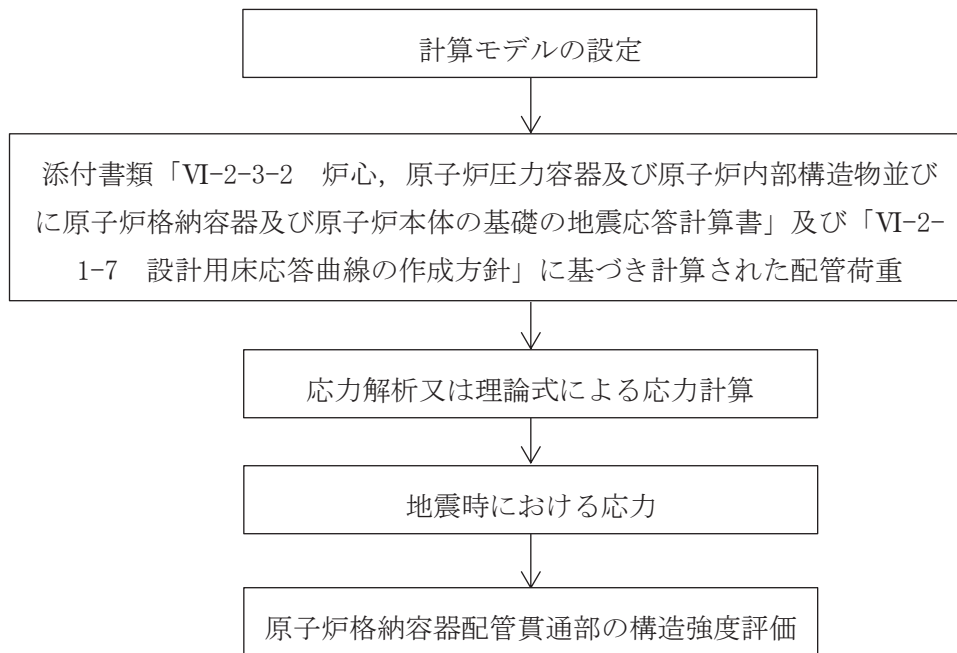 計算モデルの設定
添付書類「Ⅵ-2-3-2　炉心，原子炉圧力容器及び原子炉内部構造物並び
に原子炉格納容器及び原子炉本体の基礎の地震応答計算書」及び「Ⅵ-2-
1-7　設計用床応答曲線の作成方針」に基づき計算された配管荷重
応力解析又は理論式による応力計算
地震時における応力
原子炉格納容器配管貫通部の構造強度評価